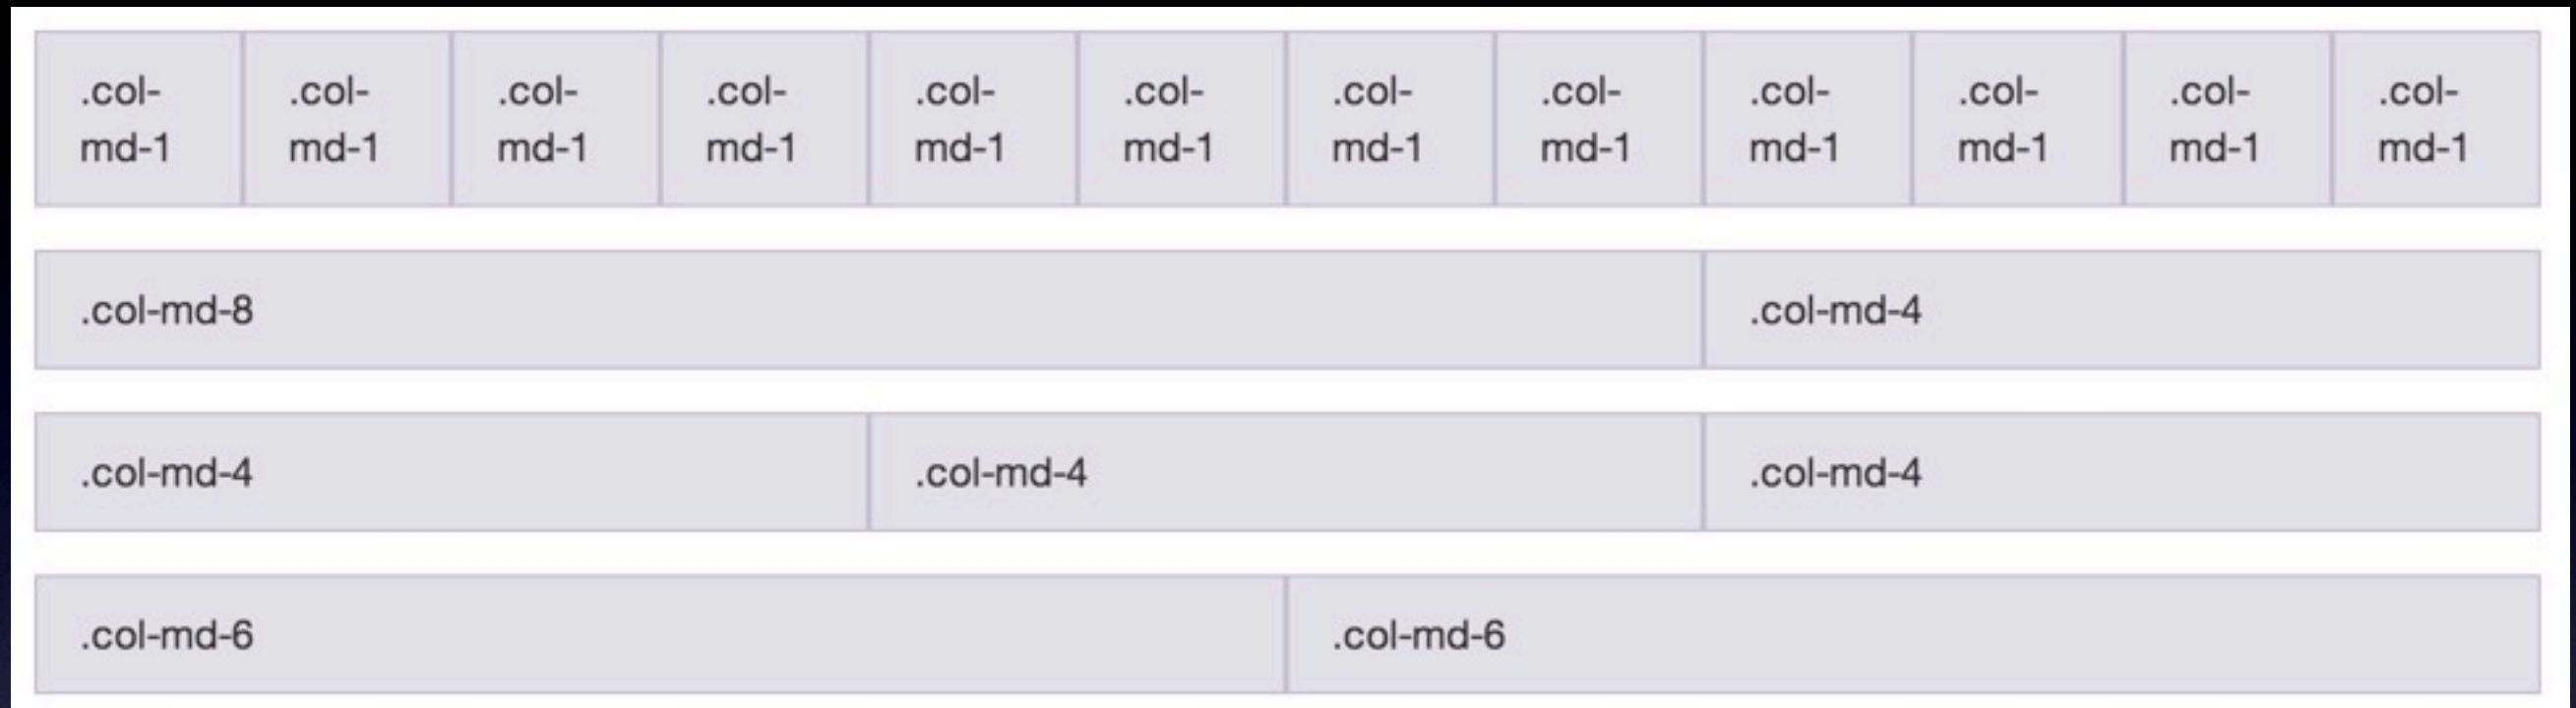 .col- .col- .col- .col- .col- .col- .col- .col- .col- .col- .col- .col-
md-1 md-1 md-1 md-1 md-1 md-1 md-1 md-1 md-1 md-1 md-1 md-1
.col-md-8 .col-md-4
.col-md-4 .col-md-4 .col-md-4
.col-md-6 .col-md-6